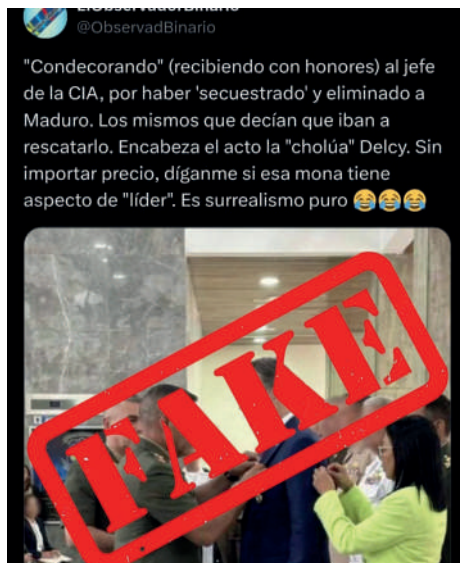 ElObservadorBinario
@ObservadBinario
"Condecorando" (recibiendo con honores) al jefe
de la CIA, por haber 'secuestrado' y eliminado a
Maduro. Los mismos que decían que iban a
rescatarlo. Encabeza el acto la "cholúa" Delcy. Sin
importar precio, díganme si esa mona tiene
aspecto de "líder". Es surrealismo puro 😂😂😂
FAKE